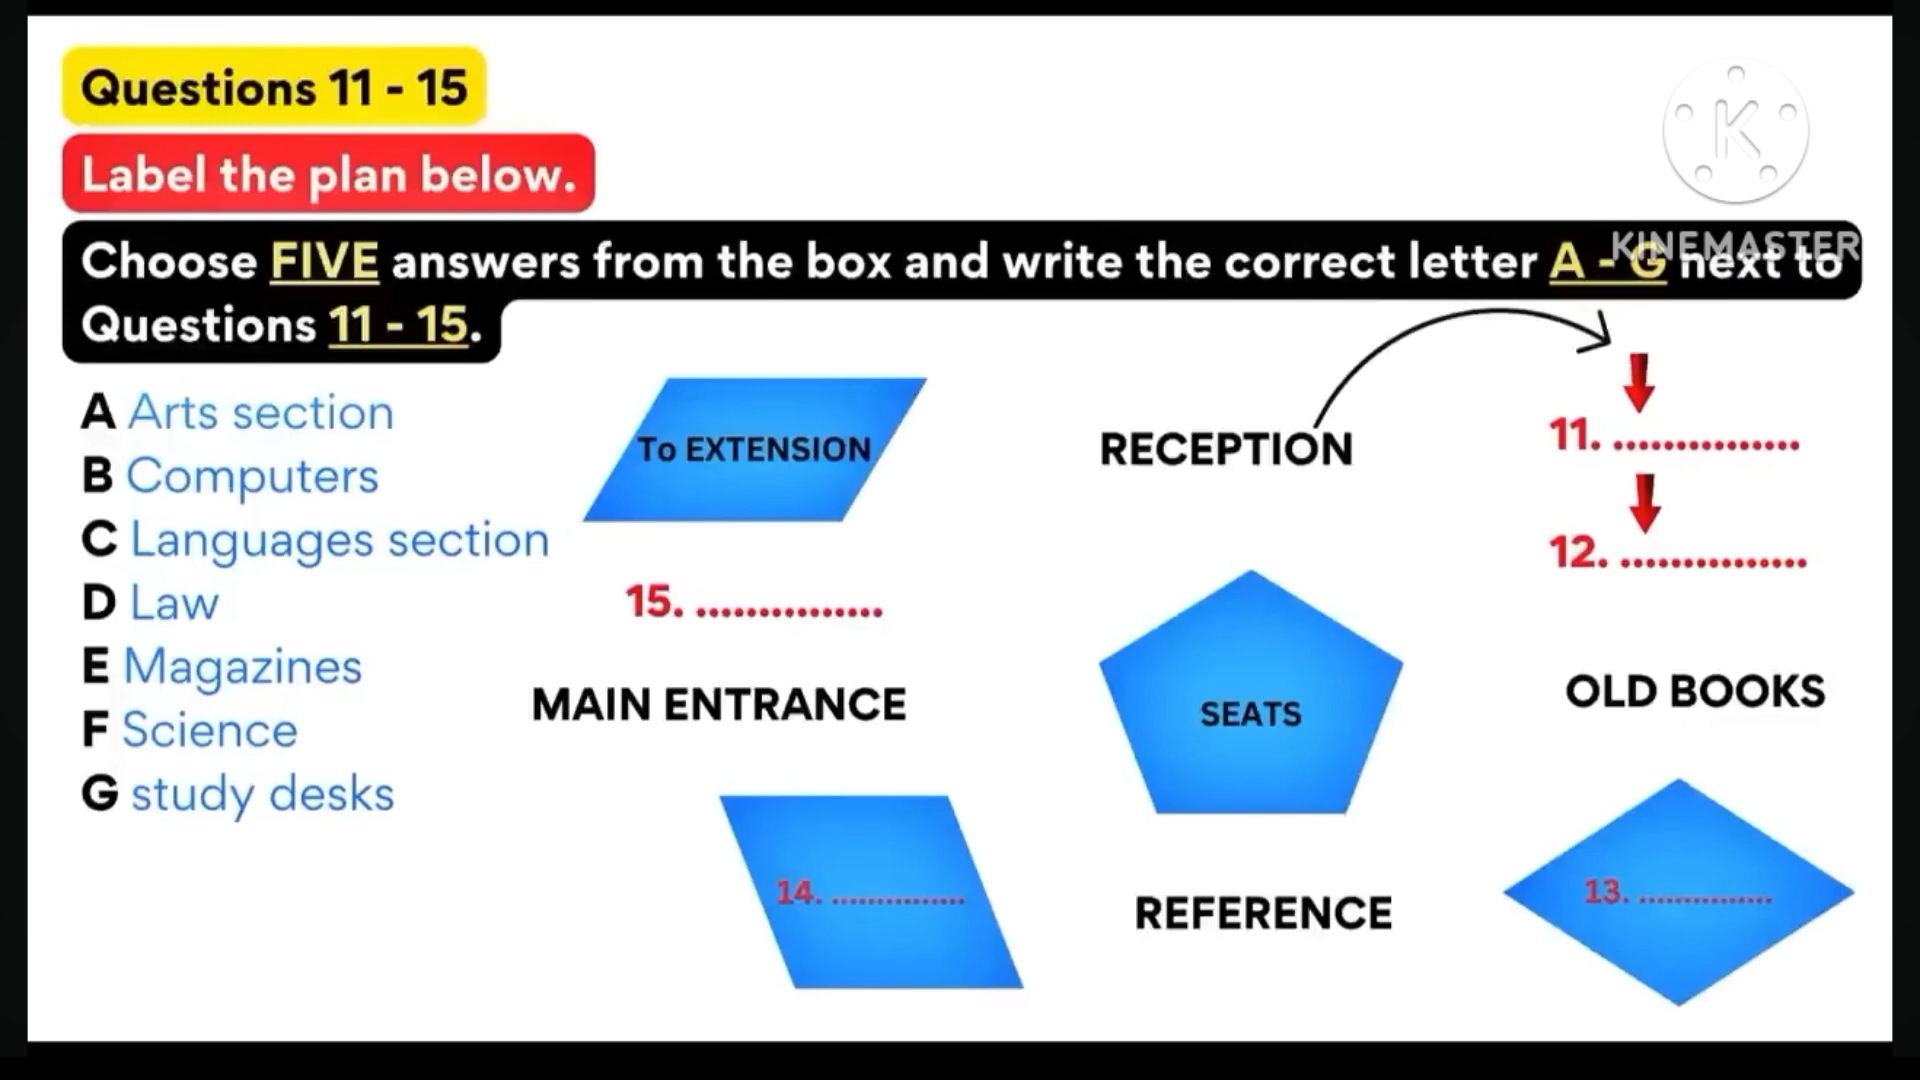 Questions 11 - 15
Label the plan below.
Choose FIVE answers from the box and write the correct letter A - G next to
Questions 11 - 15.
KINEMASTER
A Arts section
B Computers
C Languages section
D Law
E Magazines
F Science
G study desks
To EXTENSION
RECEPTION
11. ...............
12. ...............
15. ...............
MAIN ENTRANCE
SEATS
OLD BOOKS
14. ...............
REFERENCE
13. ...............
K